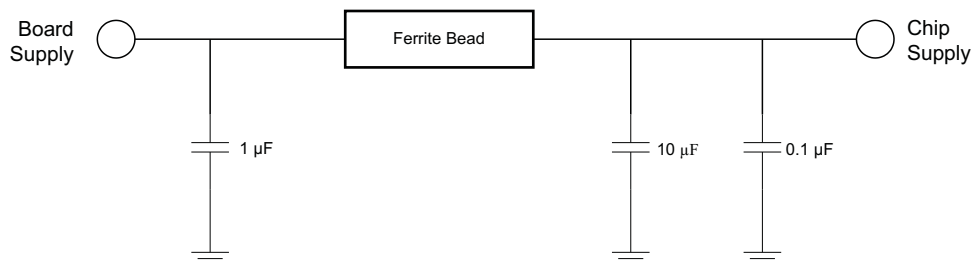 Board
Supply
Ferrite Bead
Chip
Supply
1 µF
10 µF
0.1 µF